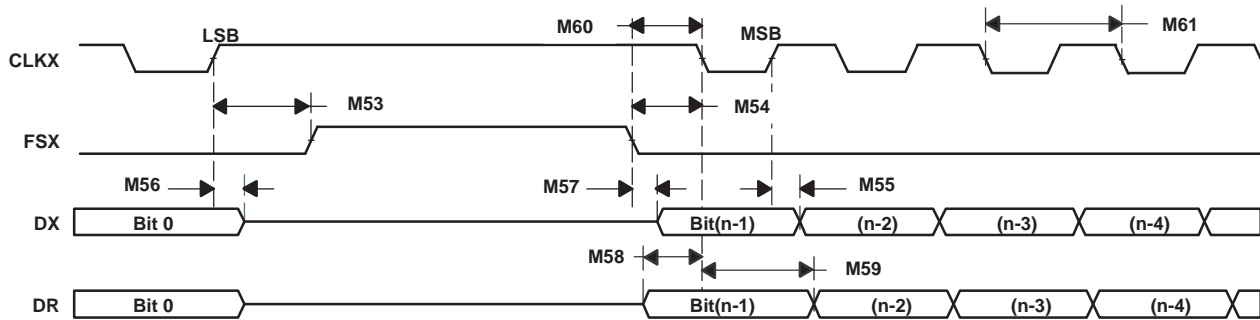 LSB M60 MSB M61
CLKX
M53 M54
FSX
M56 M57 M55
DX Bit 0 Bit(n-1) (n-2) (n-3) (n-4)
M58 M59
DR Bit 0 Bit(n-1) (n-2) (n-3) (n-4)